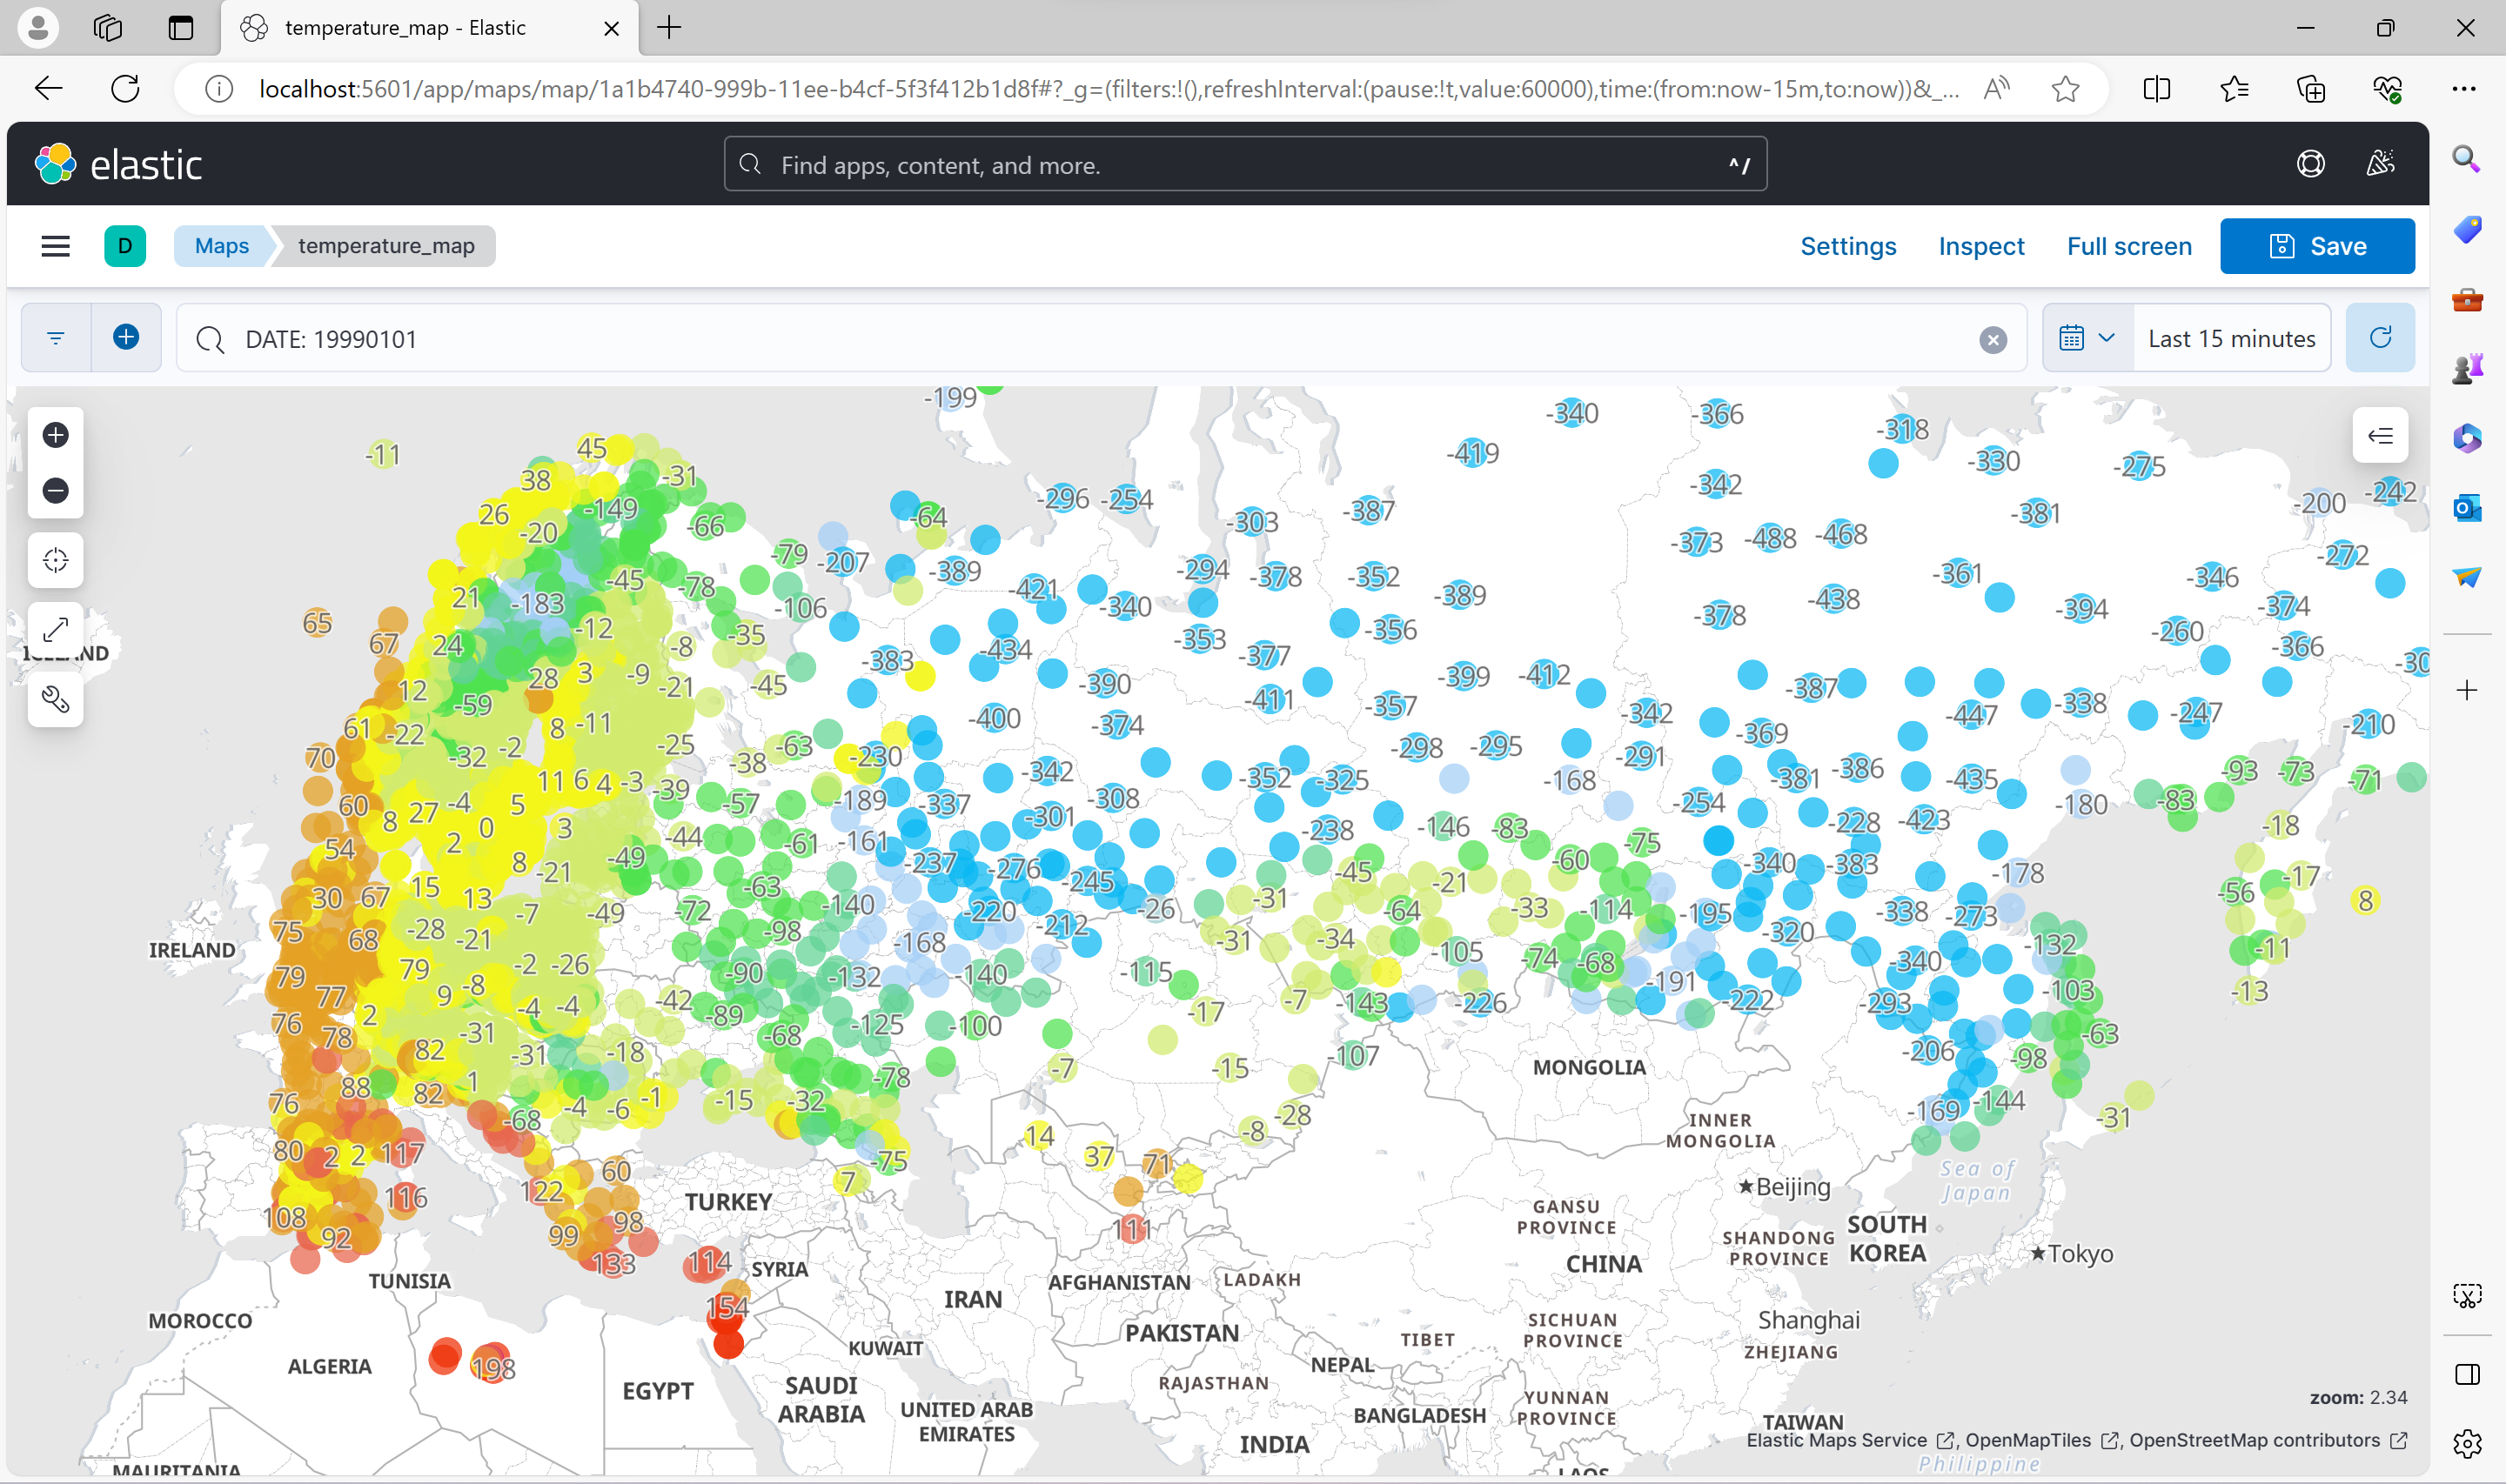 temperature_map - Elastic
localhost:5601/app/maps/map/1a1b4740-999b-11ee-b4cf-5f3f412b1d8f#?_g=(filters:!(),refreshInterval:(pause:!t,value:60000),time:(from:now-15m,to:now))&_...
elastic
Find apps, content, and more.
^/
D
Maps
temperature_map
Settings
Inspect
Full screen
Save
DATE: 19990101
Last 15 minutes
-199
-340 -366 -318
-11 45 -31 -419 -330 -275
38 -342
26 -149 -66 -64 -296 -254 -303 -387 -381 -200 -242
-20 -373 -488 -468
-79 -207 -389 -294 -378 -352 -361 -346 -272
21 -183 -45 -78 -106 -421 -340 -389 -378 -438 -394 -374
65 67 24 -12 -8 -35 -434 -353 -356 -260 -366
ICELAND
28 3 -9 -21 -45 -383 -390 -377 -399 -412 -30
12 -59 -411 -357 -387 -338
61 -22 8 -11 -400 -374 -342 -369 -447 -247 -210
70 -32 -2 -25 -38 -63 -230 -298 -295 -291
11 6 4 -3 -39 -342 -352 -325 -168 -381 -386 -435 -93 -73 -71
60 27 -4 5 -57 -189 -337 -308 -254 -180 -83
8 2 0 3 -44 -61 -161 -301 -238 -146 -83 -75 -228 -423 -18
54 8 -21 -49 -237 -276 -245 -45 -21 -60 -340 -383 -178 -17
30 67 15 13 -7 -49 -72 -63 -140 -220 -212 -26 -31 -64 -33 -114 -195 -338 -273 -56 8
75 68 -28 -21 -98 -168 -31 -34 -105 -320 -132 -11
IRELAND
79 79 -2 -26 -90 -132 -140 -115 -74 -68 -191 -340
77 9 -8 -4 -4 -42 -17 -7 -143 -226 -222 -293 -103 -13
76 78 2 -31 -89 -68 -125 -100 -63
82 -31 -18 -7 -15 -107 -206 -98
MONGOLIA
88 82 1 -78
76 -68 -4 -6 -1 -15 -32 -8 -28 -169 -144 -31
INNER
MONGOLIA
80 2 2 117 60 -75 14 37 71
Sea of
Japan
116 122 7
TURKEY
Beijing
108 92 99 98 111
GANSU
PROVINCE
SOUTH
KOREA
133 114
SYRIA
SHANDONG
PROVINCE
Tokyo
CHINA
TUNISIA
AFGHANISTAN
LADAKH
IRAN
154
MOROCCO
PAKISTAN
TIBET
SICHUAN
PROVINCE
Shanghai
KUWAIT
ZHEJIANG
ALGERIA
198
NEPAL
EGYPT
SAUDI
ARABIA
RAJASTHAN
YUNNAN
PROVINCE
zoom: 2.34
UNITED ARAB
EMIRATES
BANGLADESH
TAIWAN
INDIA
Elastic Maps Service , OpenMapTiles , OpenStreetMap contributors
Philippine
MAURITANIA
LAOS